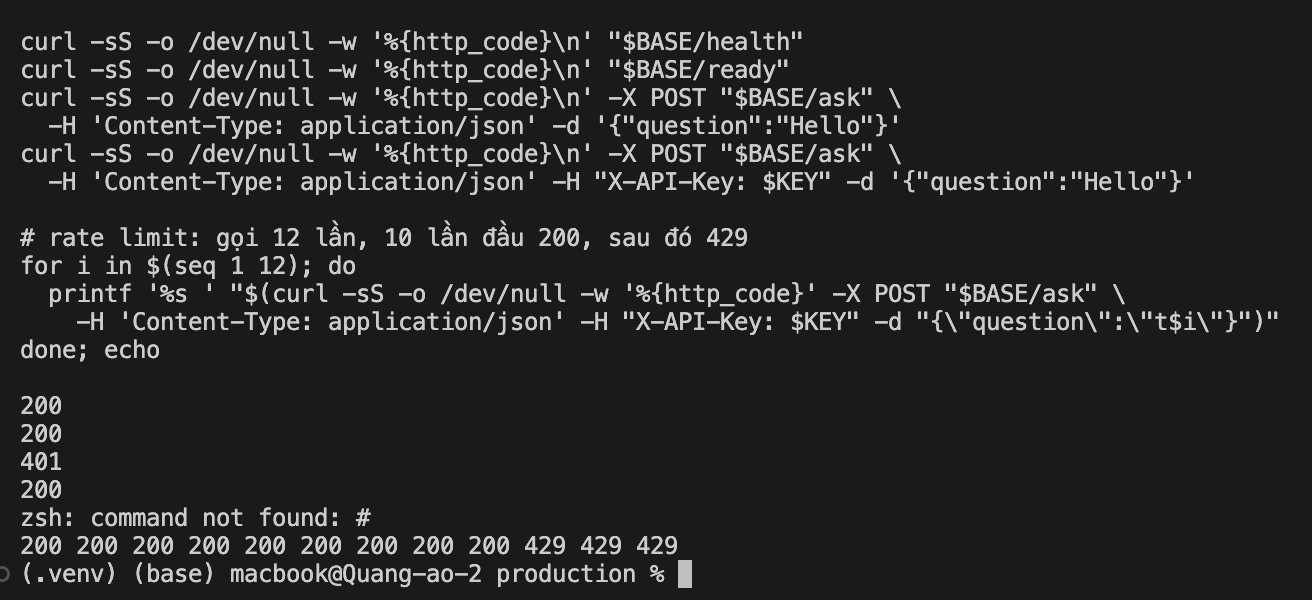 curl -sS -o /dev/null -w '%{http_code}\n' "$BASE/health"
curl -sS -o /dev/null -w '%{http_code}\n' "$BASE/ready"
curl -sS -o /dev/null -w '%{http_code}\n' -X POST "$BASE/ask" \
  -H 'Content-Type: application/json' -d '{"question":"Hello"}'
curl -sS -o /dev/null -w '%{http_code}\n' -X POST "$BASE/ask" \
  -H 'Content-Type: application/json' -H "X-API-Key: $KEY" -d '{"question":"Hello"}'

# rate limit: gọi 12 lần, 10 lần đầu 200, sau đó 429
for i in $(seq 1 12); do
  printf '%s ' "$(curl -sS -o /dev/null -w '%{http_code}' -X POST "$BASE/ask" \
    -H 'Content-Type: application/json' -H "X-API-Key: $KEY" -d "{\"question\":\"t$i\"}")"
done; echo

200
200
401
200
zsh: command not found: #
200 200 200 200 200 200 200 200 200 429 429 429
(.venv) (base) macbook@Quang-ao-2 production %